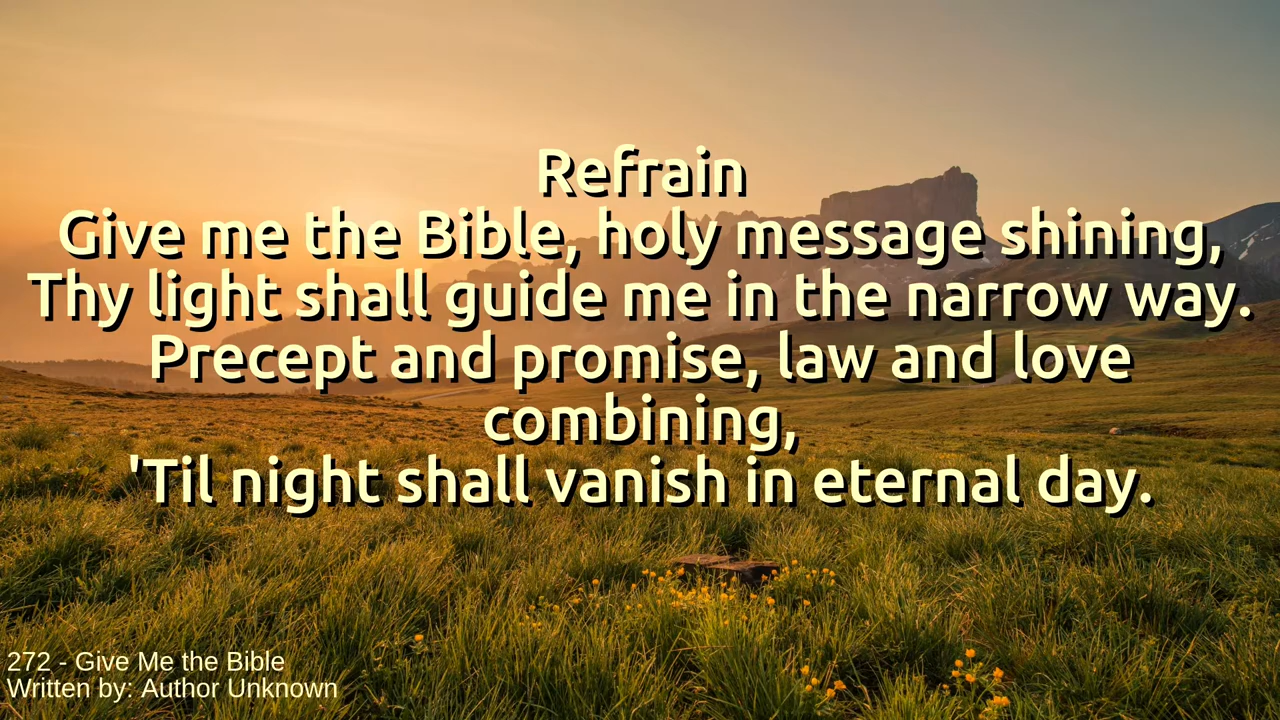 Refrain
Give me the Bible, holy message shining,
Thy light shall guide me in the narrow way.
Precept and promise, law and love
combining,
'Til night shall vanish in eternal day.
272 - Give Me the Bible
Written by: Author Unknown